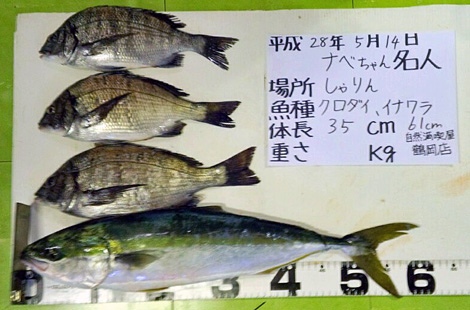 平成 28年 5月14日
ナベちゃん名人
場所 しゃりん
魚種 クロダイ、イナワラ
体長 35 cm 61cm
自然満喫屋
重さ Kg 鶴岡店
3 4 5 6